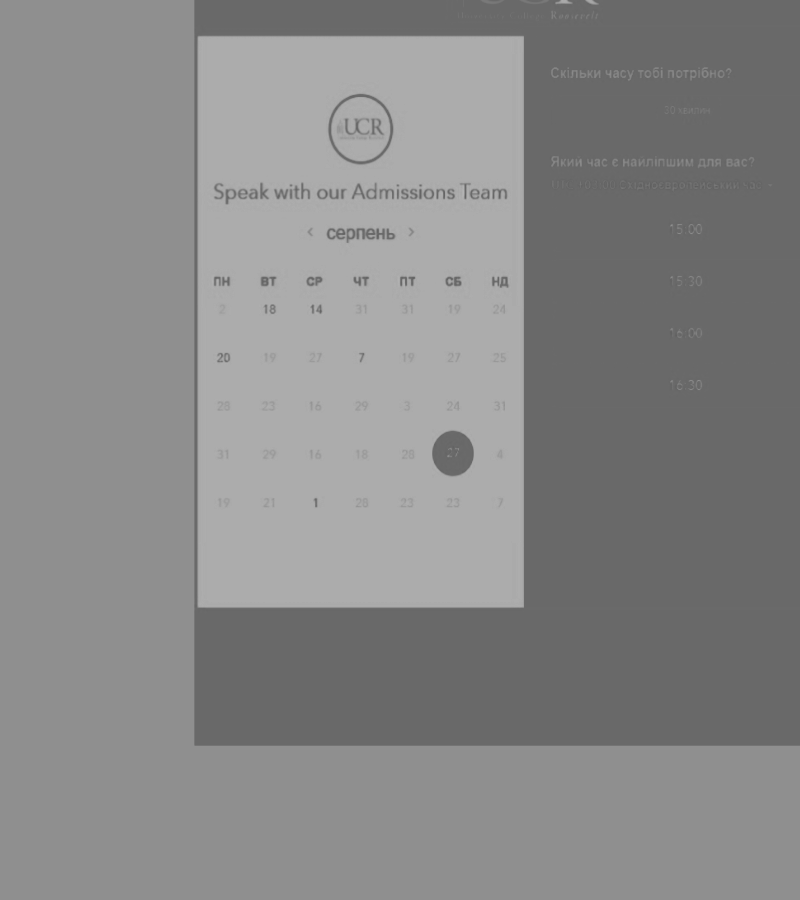 UCR
Roosevelt
UCR
Speak with our Admissions Team
‹ серпень ›
ПН ВТ СР ЧТ ПТ СБ НД
2 18 14 31 31 19 24
20 19 27 7 19 27 25
28 23 16 29 3 24 31
31 29 16 18 28 27 4
19 21 1 28 23 23 7
Скільки часу тобі потрібно?
30 хвилин
Який час є найліпшим для вас?
15:00
15:30
16:00
16:30